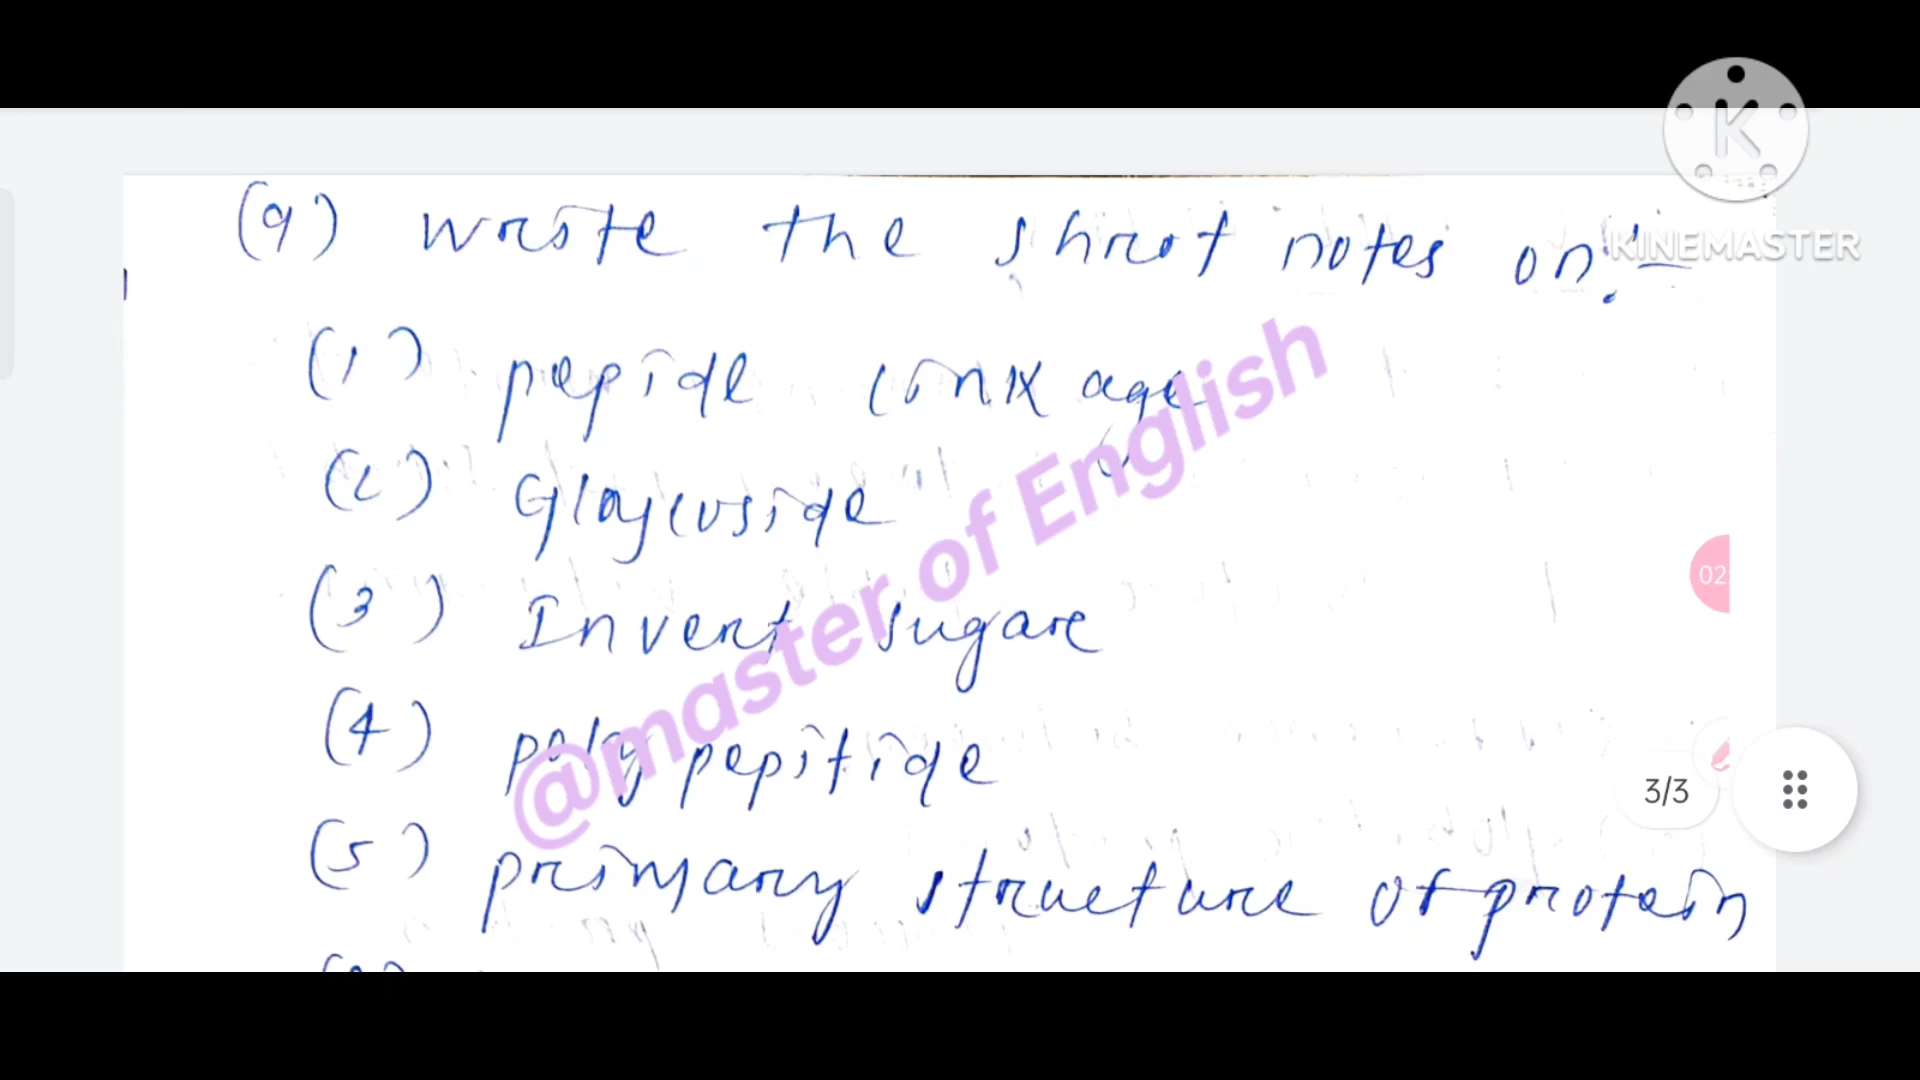 (9) write the short notes on :-
(1) pepide linkage
(2) Glaycoside
(3) Invert sugare
(4) poly pepitide
(5) primary structure of protein
@master of English
KINEMASTER
02
3/3